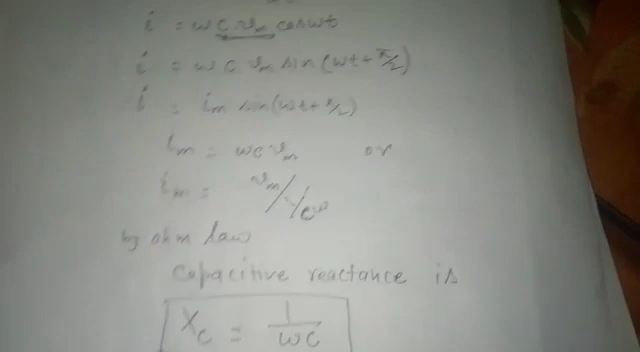 i = ωc vm cosωt
i = ωc vm sin(ωt + π/2)
i = im sin(ωt + π/2)
im = ωc vm or
im = vm/1/cω
by ohm law
Capacitive reactance is
Xc = 1/ωc